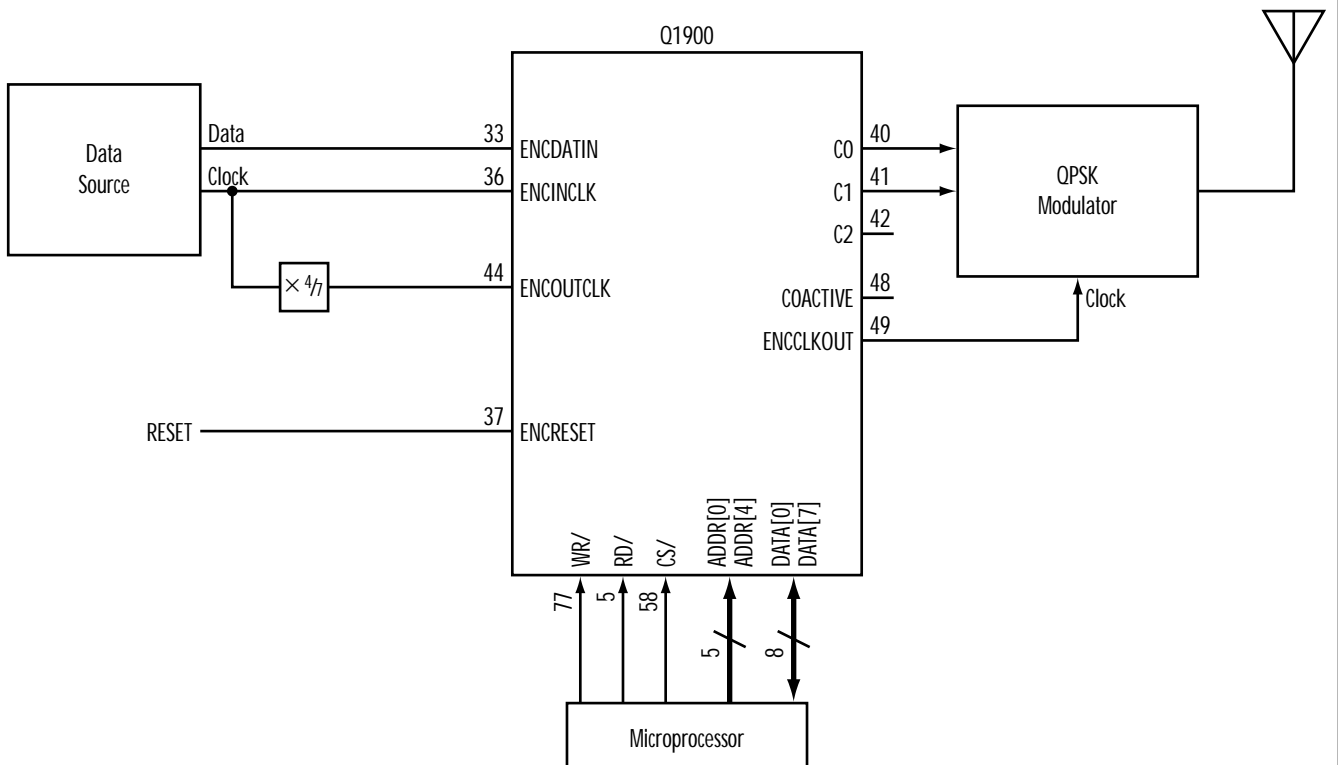 Q1900
Data
Source
Data
Clock
× 4/7
RESET
33
36
44
37
ENCDATIN
ENCINCLK
ENCOUTCLK
ENCRESET
C0
C1
C2
COACTIVE
ENCCLKOUT
40
41
42
48
49
QPSK
Modulator
Clock
WR/
RD/
CS/
ADDR[0]
ADDR[4]
DATA[0]
DATA[7]
77
5
58
5
8
Microprocessor